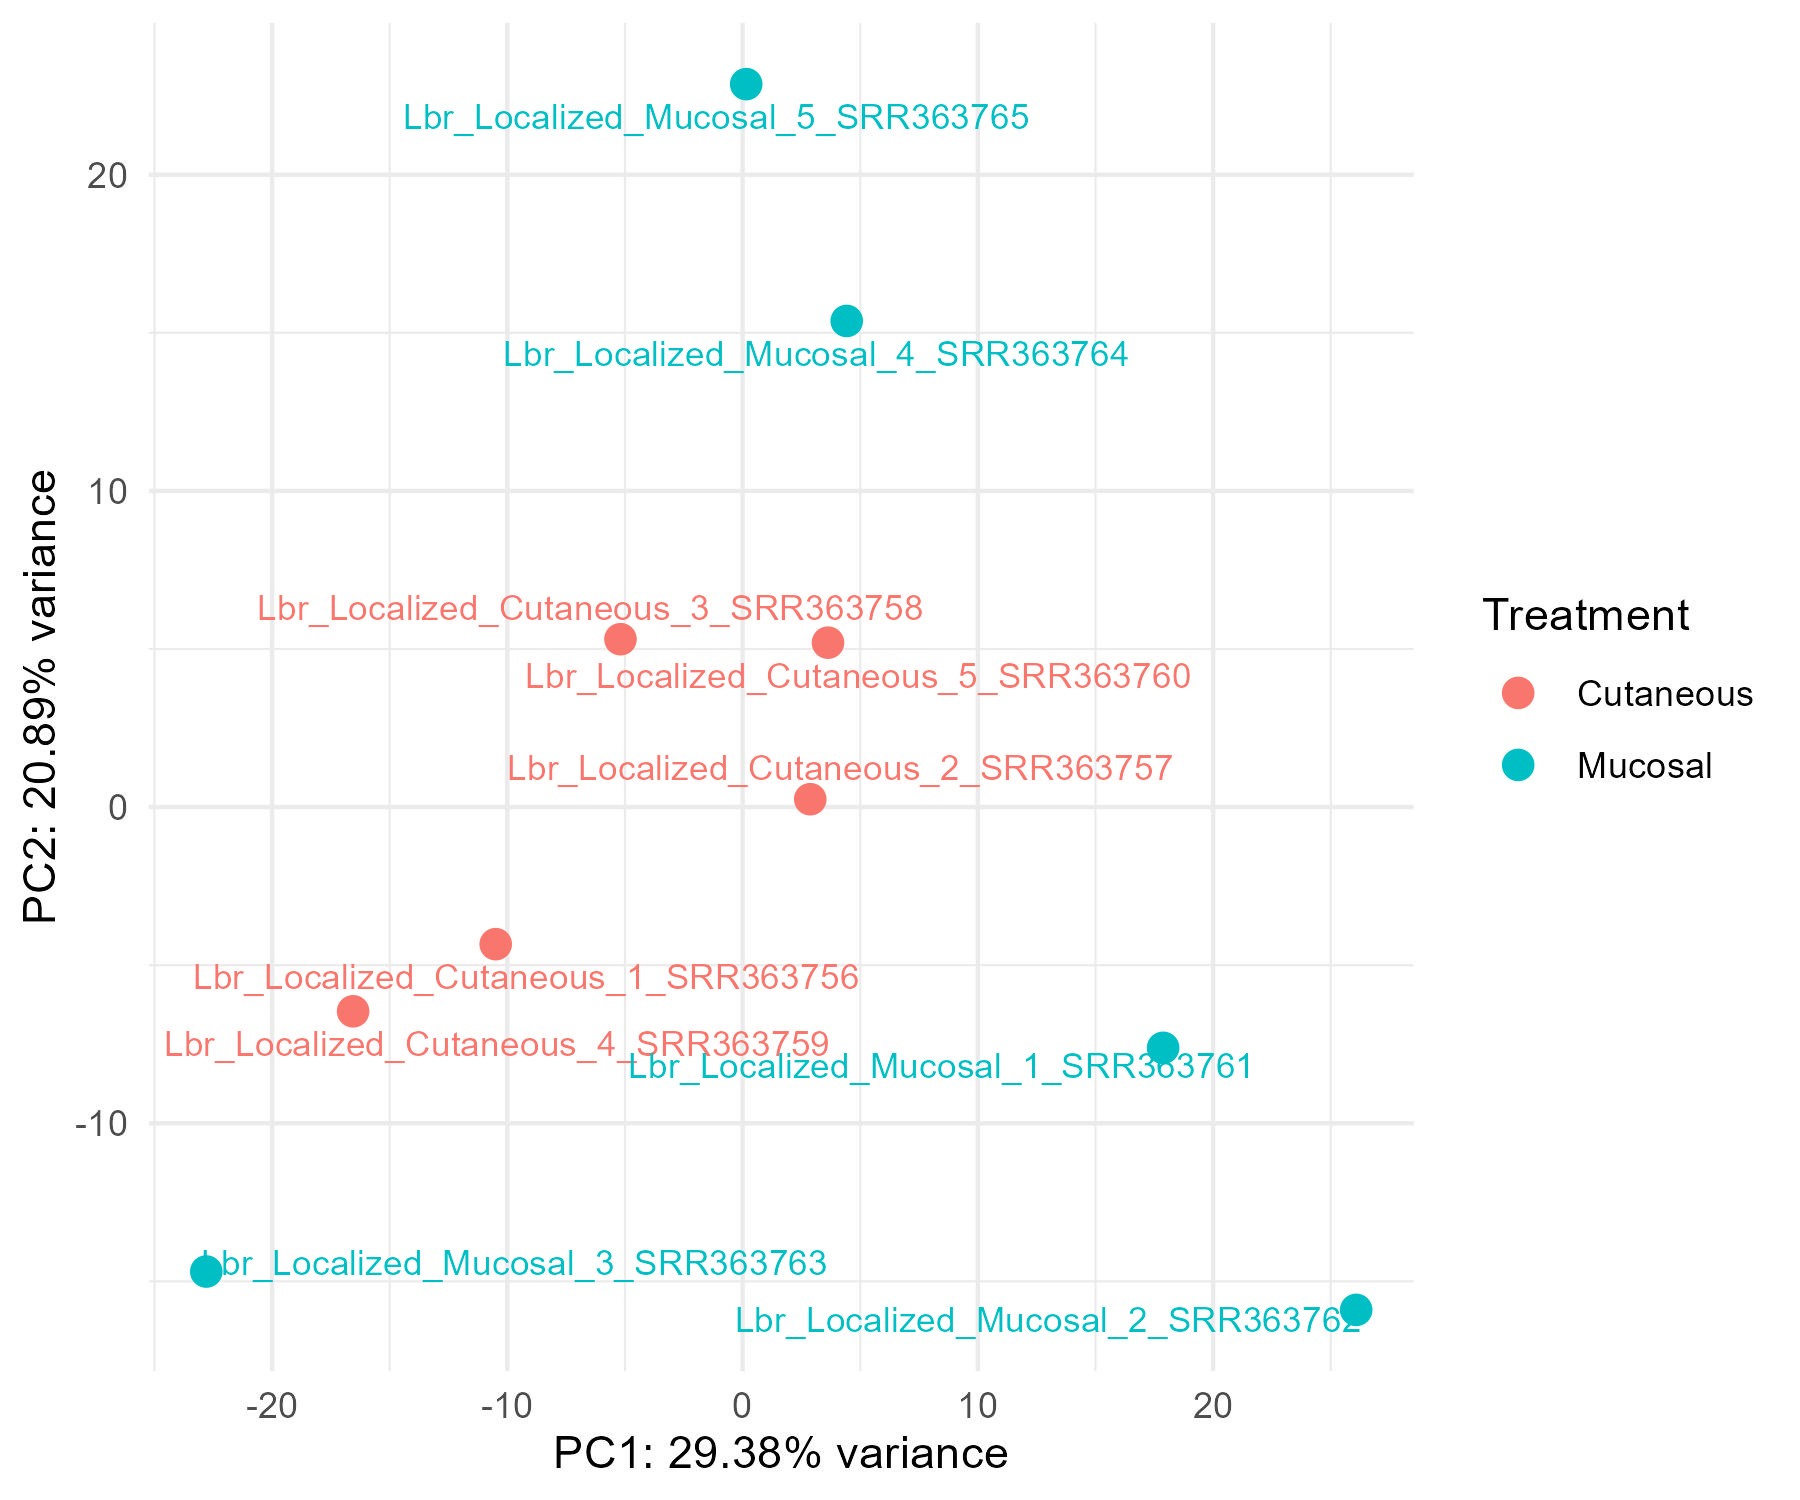 Lbr_Localized_Mucosal_5_SRR363765
20
Lbr_Localized_Mucosal_4_SRR363764
10
Lbr_Localized_Cutaneous_3_SRR363758
Lbr_Localized_Cutaneous_5_SRR363760
Lbr_Localized_Cutaneous_2_SRR363757
0
Lbr_Localized_Cutaneous_1_SRR363756
Lbr_Localized_Cutaneous_4_SRR363759
Lbr_Localized_Mucosal_1_SRR363761
-10
Lbr_Localized_Mucosal_3_SRR363763
Lbr_Localized_Mucosal_2_SRR363762
-20
-10
0
10
20
PC1: 29.38% variance
PC2: 20.89% variance
Treatment
Cutaneous
Mucosal